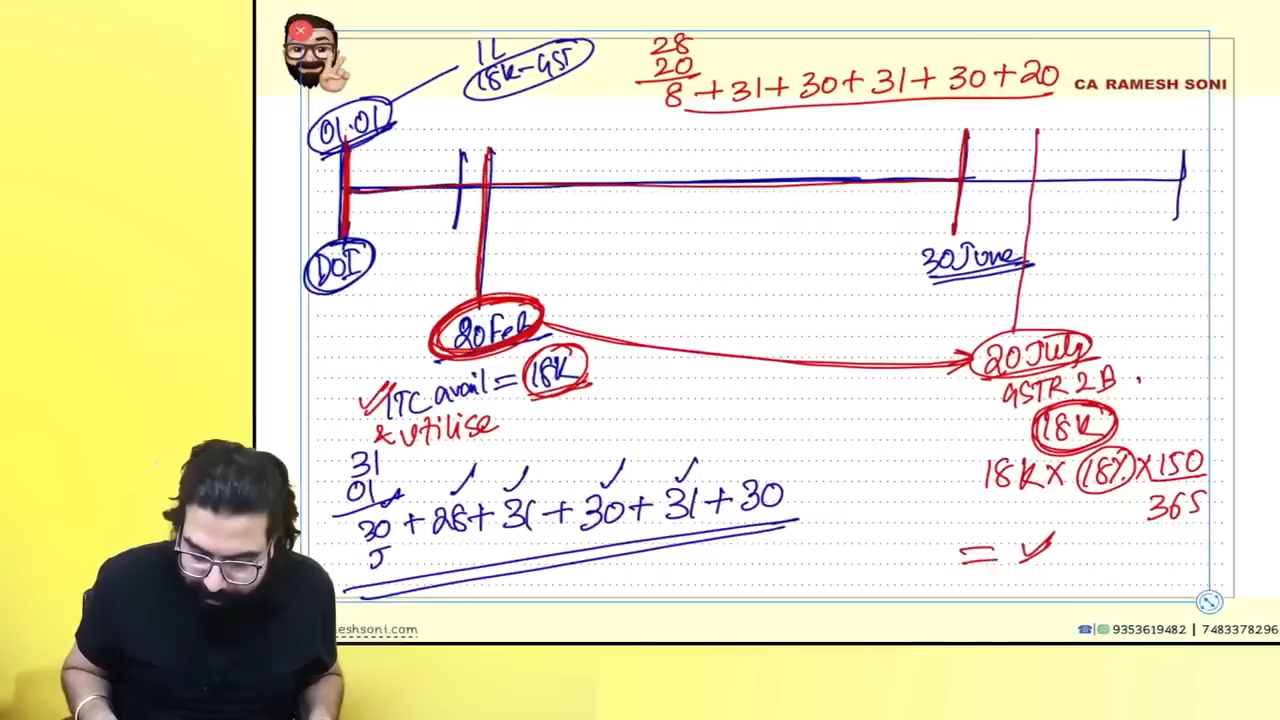 1L
18K-GST
28
20
8 + 31 + 30 + 31 + 30 + 20
CA RAMESH SONI
01.01
DOI
30 June
20 Feb
20 July
ITC avail = 18K
& utilise
GSTR 2B
18K
18K x 18% x 150
365
= ✓
31
01
30 + 28 + 31 + 30 + 31 + 30
J
eshsoni.com
9353619482 | 7483378296